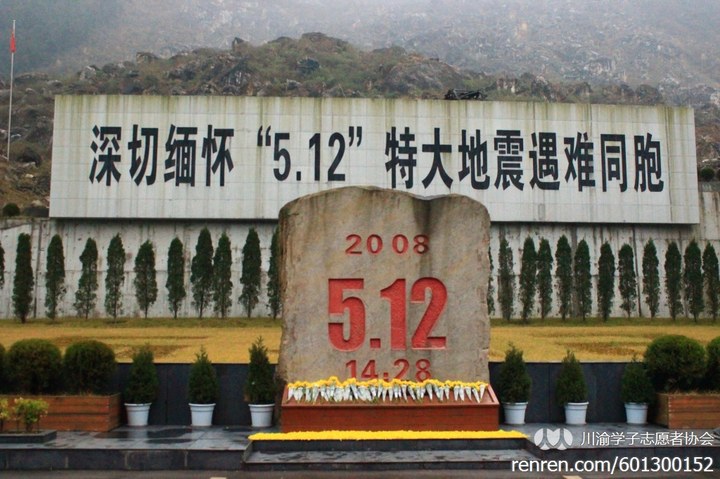 深切缅怀“5.12”特大地震遇难同胞
2008
5.12
14:28
川渝学子志愿者协会
renren.com/601300152